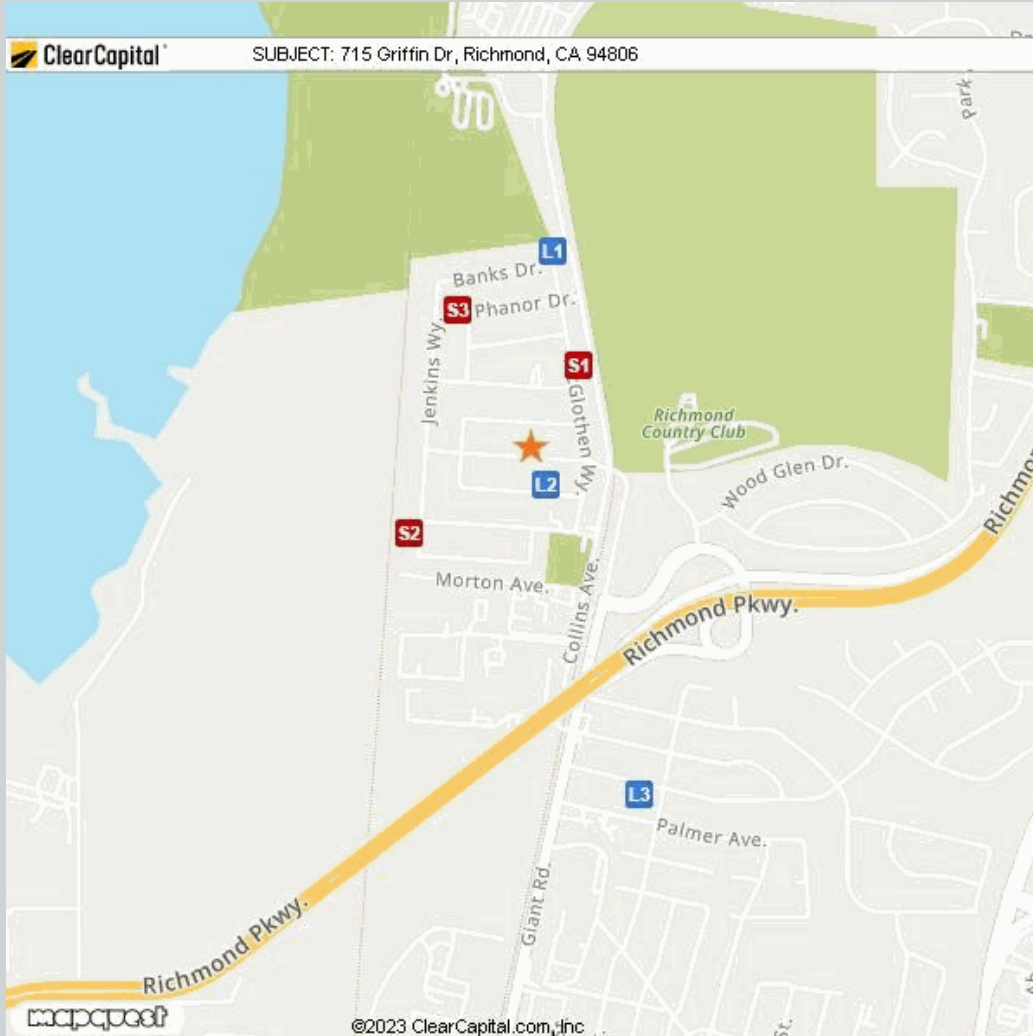 ClearCapital
SUBJECT: 715 Griffin Dr, Richmond, CA 94806
Park
L1
Banks Dr.
S3
Phanor Dr.
Jenkins Wy.
S1
Glothen Wy.
Richmond
Country Club
L2
Wood Glen Dr.
S2
Morton Ave.
Collins Ave.
Richmond Pkwy.
L3
Palmer Ave.
Giant Rd.
Richmond Pkwy.
mapquest
©2023 ClearCapital.com, Inc
St.